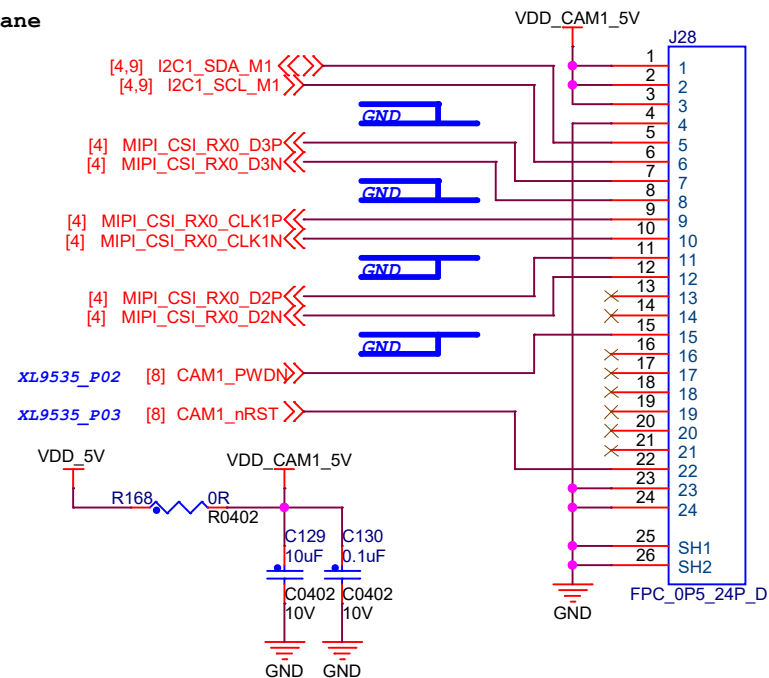 ane
VDD_CAM1_5V
J28
[4,9] I2C1_SDA_M1
[4,9] I2C1_SCL_M1
GND
[4] MIPI_CSI_RX0_D3P
[4] MIPI_CSI_RX0_D3N
GND
[4] MIPI_CSI_RX0_CLK1P
[4] MIPI_CSI_RX0_CLK1N
GND
[4] MIPI_CSI_RX0_D2P
[4] MIPI_CSI_RX0_D2N
GND
XL9535_P02 [8] CAM1_PWDN
XL9535_P03 [8] CAM1_nRST
1 1
2 2
3 3
4 4
5 5
6 6
7 7
8 8
9 9
10 10
11 11
12 12
13 13
14 14
15 15
16 16
17 17
18 18
19 19
20 20
21 21
22 22
23 23
24 24
25 SH1
26 SH2
FPC_0P5_24P_D
GND
VDD_5V
VDD_CAM1_5V
R168 0R
R0402
C129 C130
10uF 0.1uF
C0402 C0402
10V 10V
GND GND